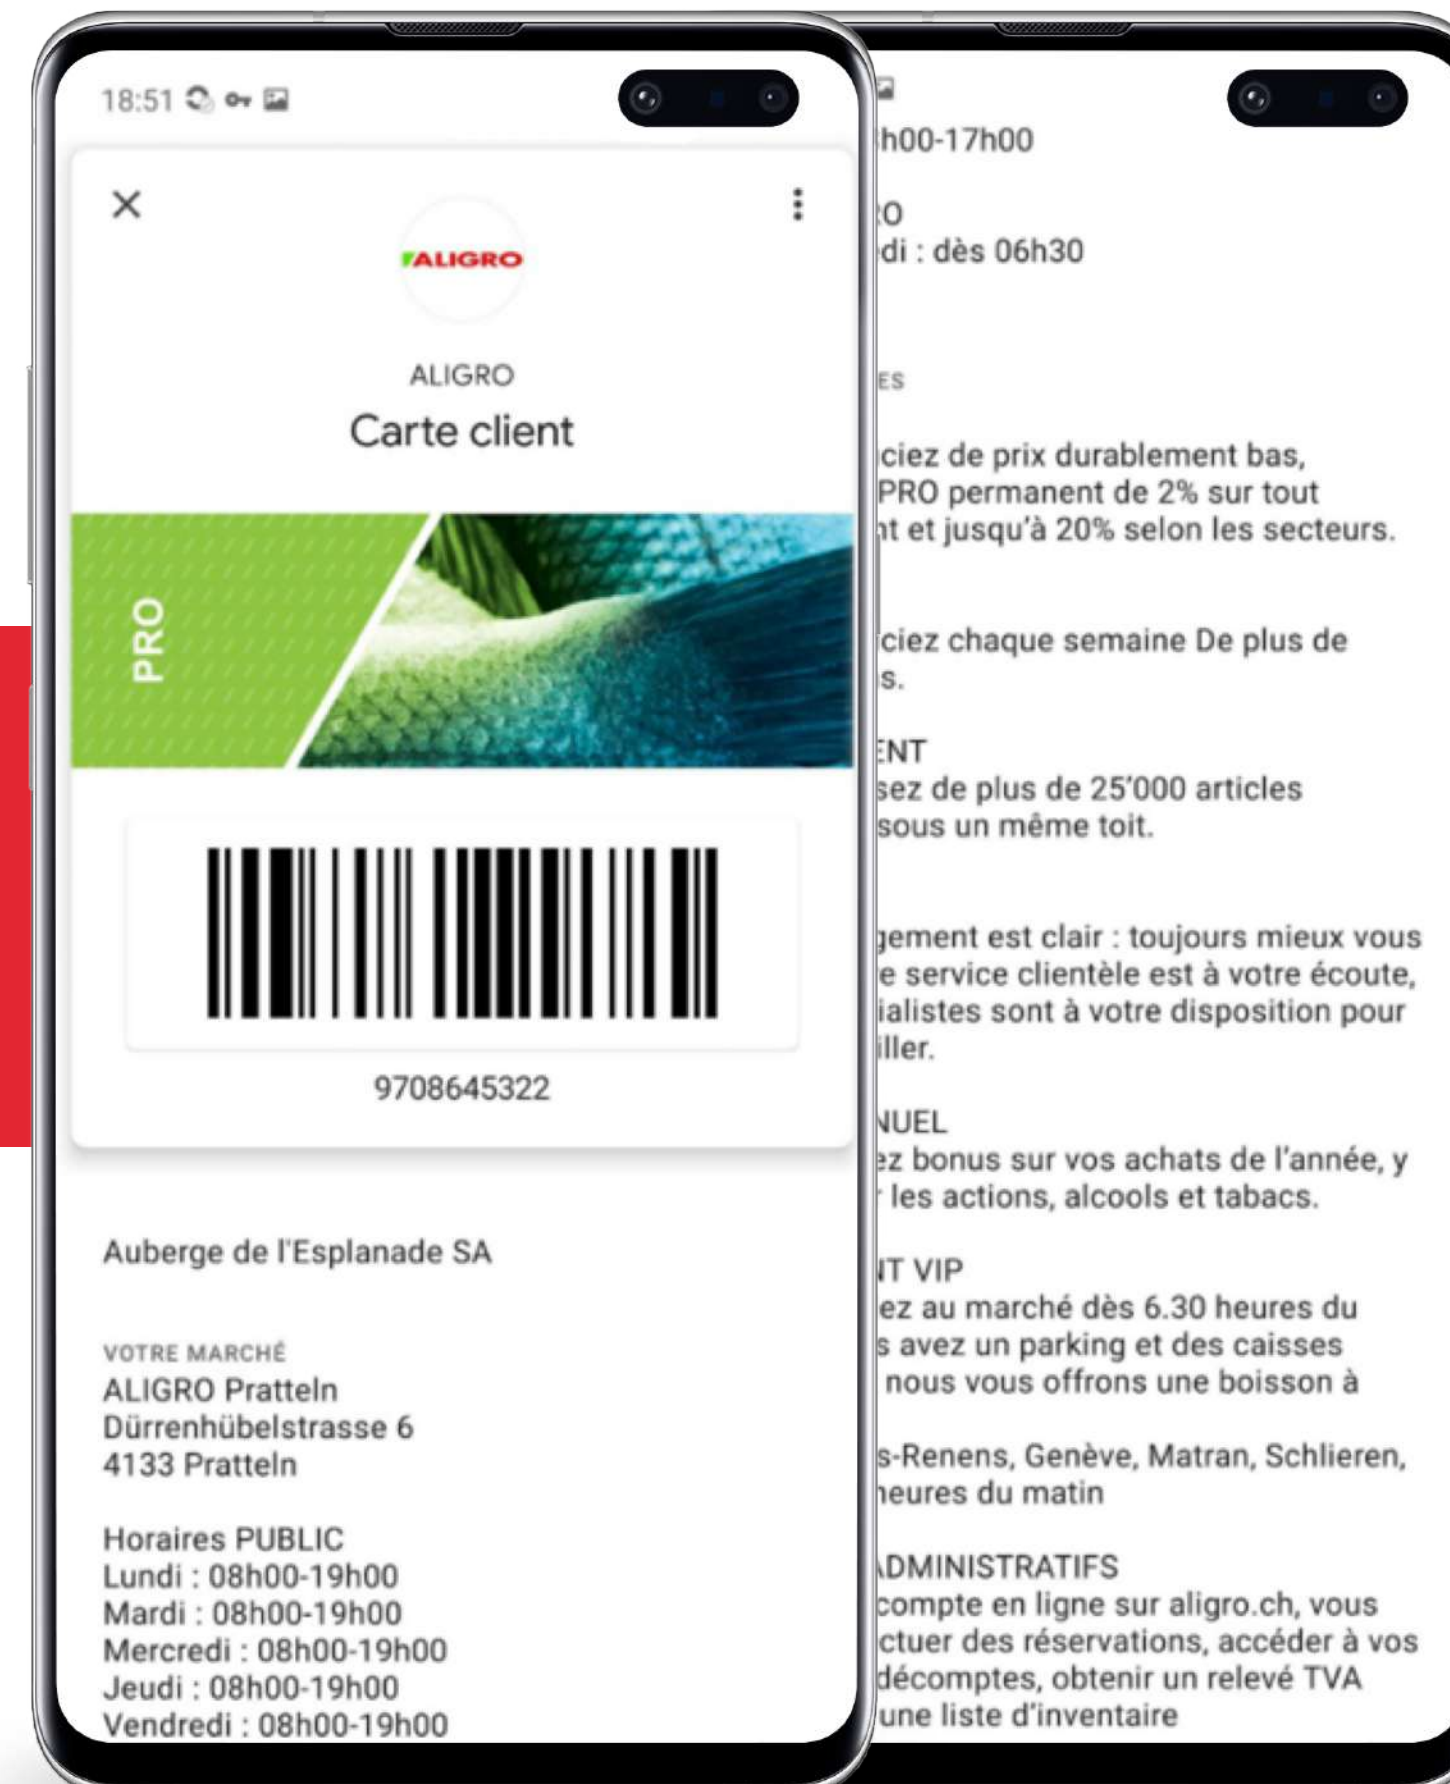 18:51
ALIGRO
ALIGRO
Carte client
PRO
9708645322
Auberge de l'Esplanade SA
VOTRE MARCHÉ
ALIGRO Pratteln
Dürrenhübelstrasse 6
4133 Pratteln
Horaires PUBLIC
Lundi : 08h00-19h00
Mardi : 08h00-19h00
Mercredi : 08h00-19h00
Jeudi : 08h00-19h00
Vendredi : 08h00-19h00
h00-17h00
RO
di : dès 06h30
ES
ciez de prix durablement bas,
PRO permanent de 2% sur tout
nt et jusqu'à 20% selon les secteurs.
ciez chaque semaine De plus de
s.
ENT
sez de plus de 25'000 articles
sous un même toit.
gement est clair : toujours mieux vous
e service clientèle est à votre écoute,
ialistes sont à votre disposition pour
iller.
NUEL
ez bonus sur vos achats de l'année, y
r les actions, alcools et tabacs.
NT VIP
ez au marché dès 6.30 heures du
s avez un parking et des caisses
nous vous offrons une boisson à
s-Renens, Genève, Matran, Schlieren,
heures du matin
ADMINISTRATIFS
compte en ligne sur aligro.ch, vous
ctuer des réservations, accéder à vos
décomptes, obtenir un relevé TVA
une liste d'inventaire